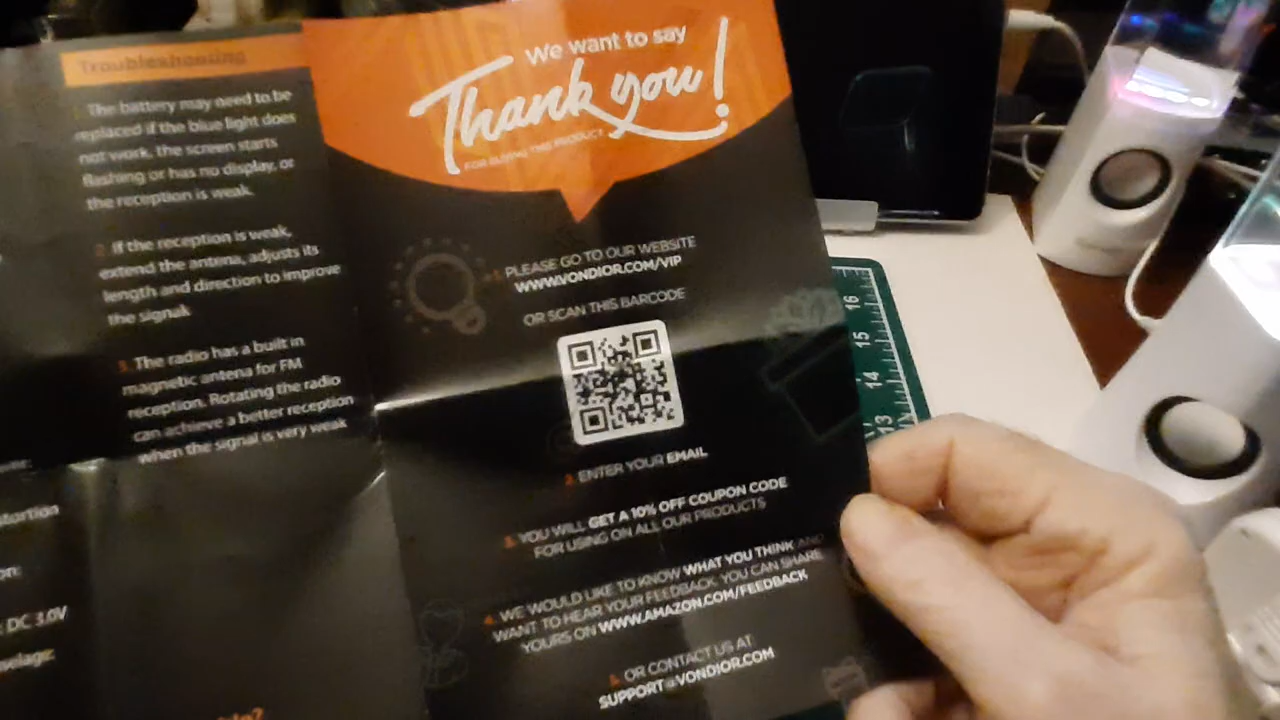 Troubleshooting
The battery may need to be
replaced if the blue light does
not work, the screen starts
flashing or has no display, or
the reception is weak.
2. If the reception is weak,
extend the antena, adjusts its
length and direction to improve
the signal.
3. The radio has a built in
magnetic antena for FM
reception. Rotating the radio
can achieve a better reception
when the signal is very weak
DC 3.0V
We want to say
Thank you!
FOR BUYING THIS PRODUCT
1. PLEASE GO TO OUR WEBSITE
WWW.VONDIOR.COM/VIP
OR SCAN THIS BARCODE
2. ENTER YOUR EMAIL
3. YOU WILL GET A 10% OFF COUPON CODE
FOR USING ON ALL OUR PRODUCTS
4. WE WOULD LIKE TO KNOW WHAT YOU THINK AND
WANT TO HEAR YOUR FEEDBACK, YOU CAN SHARE
YOURS ON WWW.AMAZON.COM/FEEDBACK
5. OR CONTACT US AT
SUPPORT@VONDIOR.COM
16
15
14
13